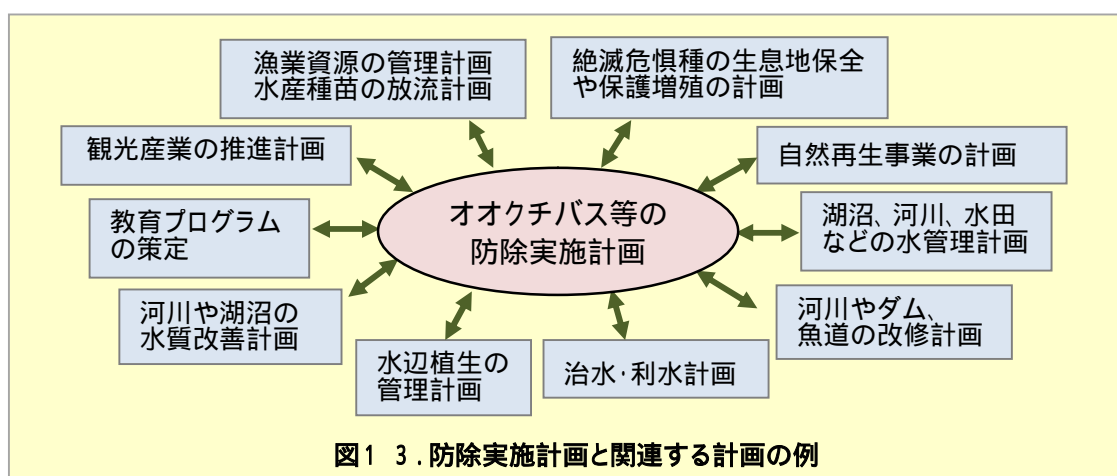 漁業資源の管理計画
水産種苗の放流計画
絶滅危惧種の生息地保全
や保護増殖の計画
観光産業の推進計画
自然再生事業の計画
オオクチバス等の
防除実施計画
教育プログラム
の策定
湖沼、河川、水田
などの水管理計画
河川や湖沼の
水質改善計画
河川やダム、
魚道の改修計画
水辺植生の
管理計画
治水・利水計画
図1 3.防除実施計画と関連する計画の例